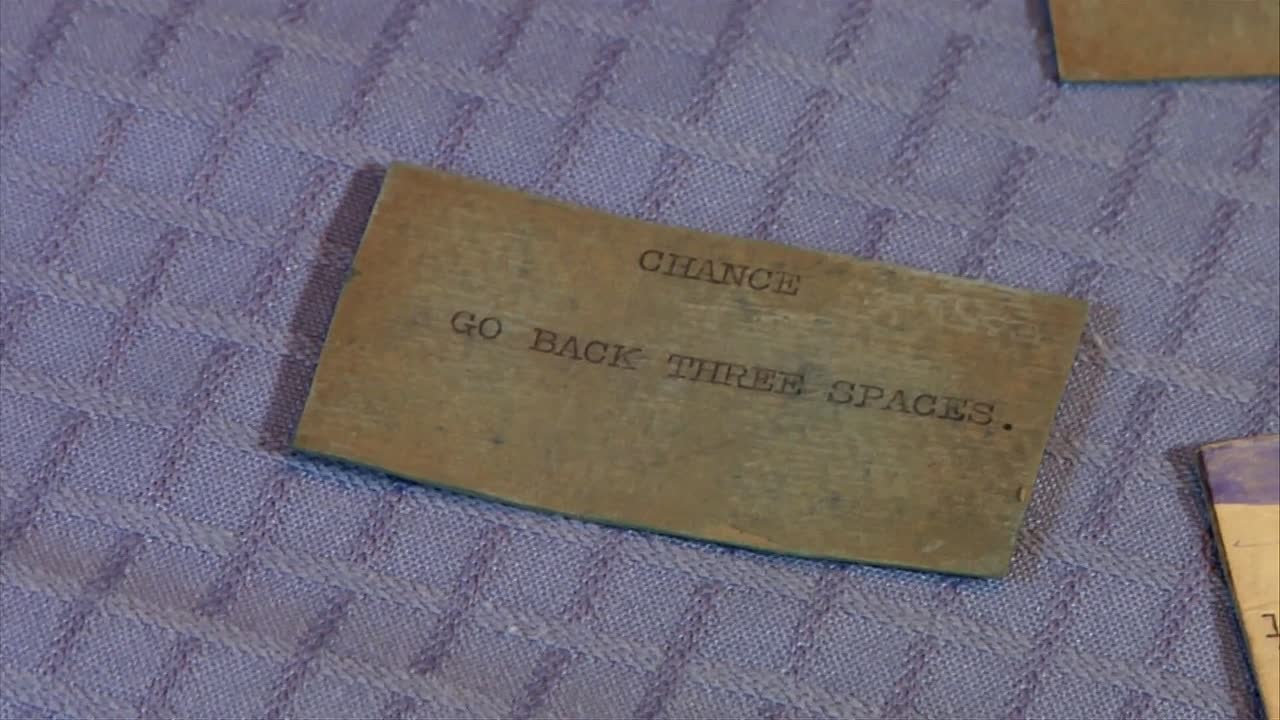 CHANCE
GO BACK THREE SPACES.